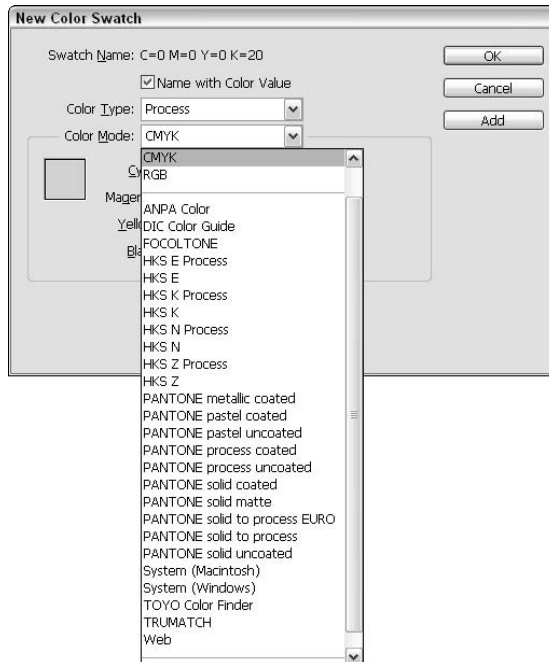 New Color Swatch
Swatch Name: C=0 M=0 Y=0 K=20
OK
Name with Color Value
Cancel
Color Type: Process
Add
Color Mode: CMYK
CMYK
RGB
ANPA Color
DIC Color Guide
FOCOLTONE
HKS E Process
HKS E
HKS K Process
HKS K
HKS N Process
HKS N
HKS Z Process
HKS Z
PANTONE metallic coated
PANTONE pastel coated
PANTONE pastel uncoated
PANTONE process coated
PANTONE process uncoated
PANTONE solid coated
PANTONE solid matte
PANTONE solid to process EURO
PANTONE solid to process
PANTONE solid uncoated
System (Macintosh)
System (Windows)
TOYO Color Finder
TRUMATCH
Web